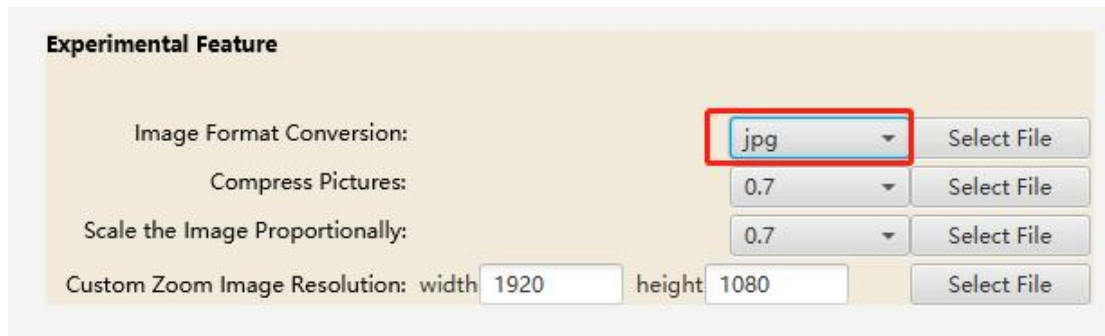 Experimental Feature
Image Format Conversion: jpg Select File
Compress Pictures: 0.7 Select File
Scale the Image Proportionally: 0.7 Select File
Custom Zoom Image Resolution: width 1920 height 1080 Select File